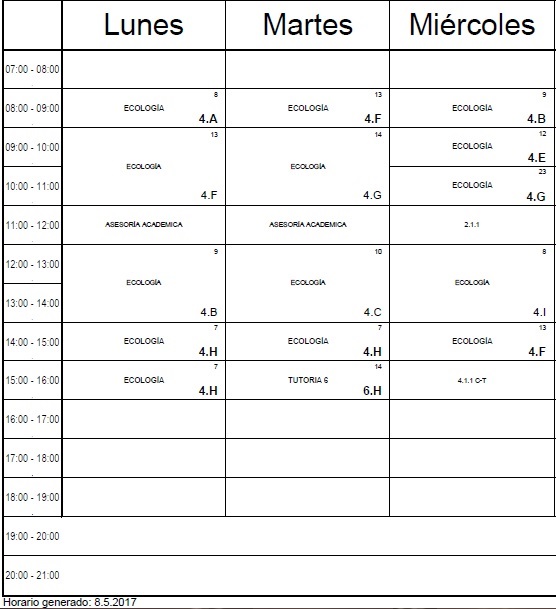 Lunes Martes Miércoles
07:00 - 08:00
8 13 9
08:00 - 09:00 ECOLOGÍA ECOLOGÍA ECOLOGÍA
4.A 4.F 4.B
13 14 12
09:00 - 10:00 ECOLOGÍA
4.E
ECOLOGÍA ECOLOGÍA
23
10:00 - 11:00 ECOLOGÍA
4.F 4.G 4.G
11:00 - 12:00 ASESORÍA ACADEMICA ASESORÍA ACADEMICA 2.1.1
9 10 8
12:00 - 13:00
ECOLOGÍA ECOLOGÍA ECOLOGÍA
13:00 - 14:00
4.B 4.C 4.I
7 7 13
14:00 - 15:00 ECOLOGÍA ECOLOGÍA ECOLOGÍA
4.H 4.H 4.F
7 14
15:00 - 16:00 ECOLOGÍA TUTORIA 6 4.1.1 C-T
4.H 6.H
16:00 - 17:00
17:00 - 18:00
18:00 - 19:00
19:00 - 20:00
20:00 - 21:00
Horario generado: 8.5.2017